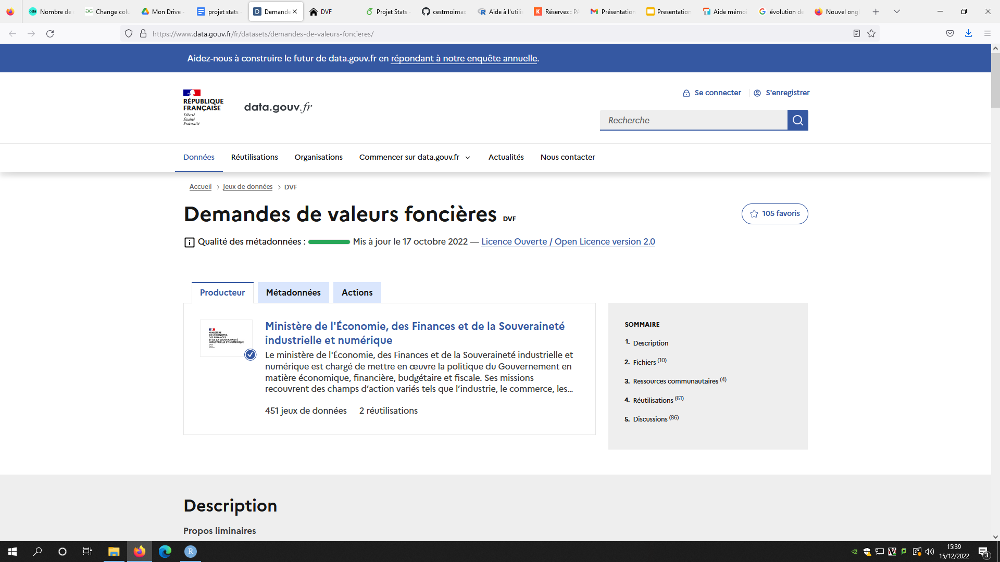 Nombre de
Change colu
Mon Drive -
projet stats -
Demande
DVF
Projet Stats -
cestmoimax
Aide à l'utilis
Réservez : PA
Présentation
Presentation
Aide mémoi
évolution de
Nouvel ongl
https://www.data.gouv.fr/fr/datasets/demandes-de-valeurs-foncieres/
Aidez-nous à construire le futur de data.gouv.fr en répondant à notre enquête annuelle.
RÉPUBLIQUE
FRANÇAISE
Liberté
Égalité
Fraternité
data.gouv.fr
Se connecter
S'enregistrer
Recherche
Données
Réutilisations
Organisations
Commencer sur data.gouv.fr
Actualités
Nous contacter
Accueil > Jeux de données > DVF
Demandes de valeurs foncières DVF
105 favoris
Qualité des métadonnées : Mis à jour le 17 octobre 2022 — Licence Ouverte / Open Licence version 2.0
Producteur
Métadonnées
Actions
MINISTÈRE
DE L'ÉCONOMIE,
DES FINANCES
ET DE LA SOUVERAINETÉ
INDUSTRIELLE ET NUMÉRIQUE
Ministère de l'Économie, des Finances et de la Souveraineté
industrielle et numérique
Le ministère de l'Économie, des Finances et de la Souveraineté industrielle et
numérique est chargé de mettre en œuvre la politique du Gouvernement en
matière économique, financière, budgétaire et fiscale. Ses missions
recouvrent des champs d’action variés tels que l’industrie, le commerce, les...
451 jeux de données
2 réutilisations
SOMMAIRE
1. Description
2. Fichiers (10)
3. Ressources communautaires (4)
4. Réutilisations (61)
5. Discussions (86)
Description
Propos liminaires
15:39
15/12/2022
3